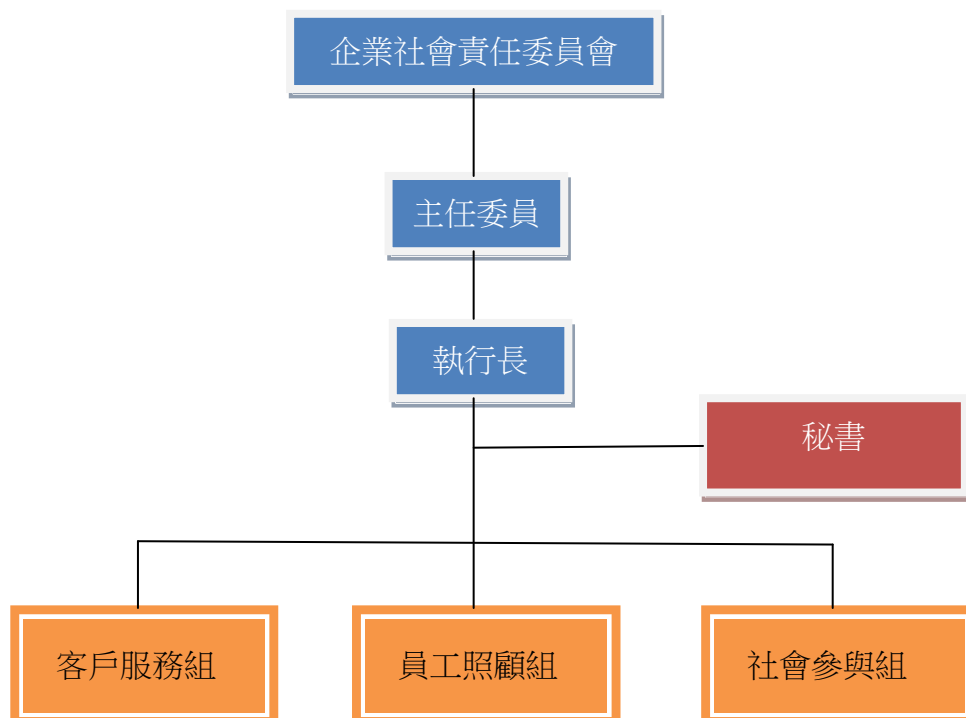 企業社會責任委員會
主任委員
執行長
秘書
客戶服務組
員工照顧組
社會參與組